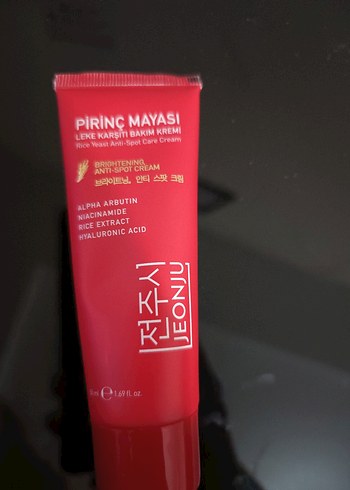 PİRİNÇ MAYASI
LEKE KARŞITI BAKIM KREMİ
Rice Yeast Anti-Spot Care Cream
BRIGHTENING,
ANTI-SPOT CREAM
브라이트닝, 안티 스팟 크림
ALPHA ARBUTIN
NIACINAMIDE
RICE EXTRACT
HYALURONIC ACID
전주시
JEONJU
ml ℮ 1.69 fl. oz.